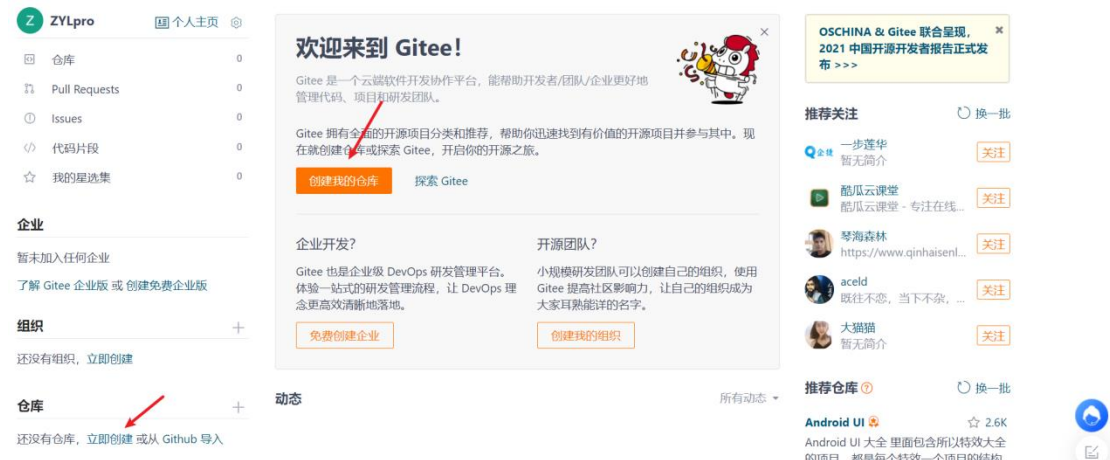 Z ZYLpro 个人主页
仓库 0
Pull Requests 0
Issues 0
代码片段 0
我的星选集 0
企业
暂未加入任何企业
了解 Gitee 企业版 或 创建免费企业版
组织
还没有组织，立即创建
仓库
还没有仓库，立即创建 或从 Github 导入
欢迎来到 Gitee！
Gitee 是一个云端软件开发协作平台，能帮助开发者/团队/企业更好地
管理代码、项目和研发团队。
Gitee 拥有全面的开源项目分类和推荐，帮助你迅速找到有价值的开源项目并参与其中。现
在就创建仓库或探索 Gitee，开启你的开源之旅。
创建我的仓库 探索 Gitee
企业开发？
Gitee 也是企业级 DevOps 研发管理平台。
体验一站式的研发管理流程，让 DevOps 理
念更高效清晰地落地。
免费创建企业
开源团队？
小规模研发团队可以创建自己的组织，使用
Gitee 提高社区影响力，让自己的组织成为
大家耳熟能详的名字。
创建我的组织
动态 所有动态
OSCHINA & Gitee 联合呈现，
2021 中国开源开发者报告正式发
布 >>>
推荐关注 换一批
企捷 一步莲华 关注
暂无简介
酷瓜云课堂 关注
酷瓜云课堂 - 专注在线...
琴海森林 关注
https://www.qinhaisenl...
aceld 关注
既往不恋，当下不杂，...
大猫猫 关注
暂无简介
推荐仓库 换一批
Android UI 2.6K
Android UI 大全 里面包含所以特效大全
的项目，都是每个特效一个项目的结构